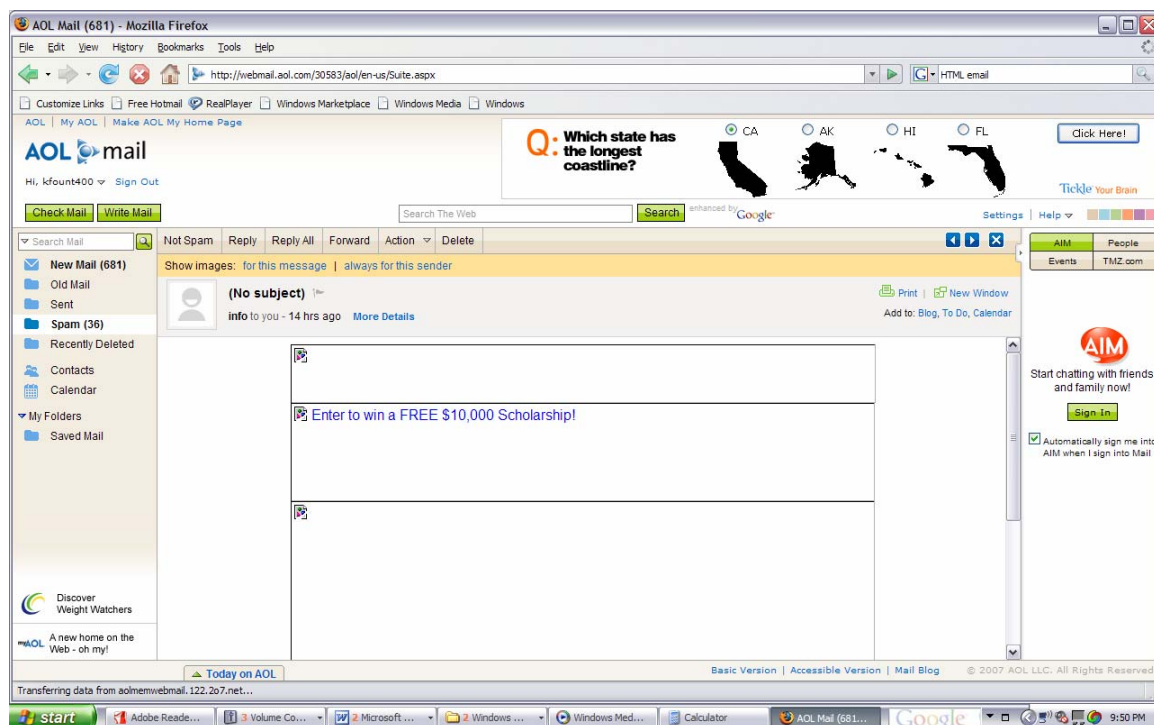 AOL Mail (681) - Mozilla Firefox
File Edit View History Bookmarks Tools Help
http://webmail.aol.com/30583/aol/en-us/Suite.aspx
G HTML email
Customize Links Free Hotmail RealPlayer Windows Marketplace Windows Media Windows
AOL | My AOL | Make AOL My Home Page
AOL mail
Hi, kfount400 Sign Out
Q: Which state has
the longest
coastline?
CA AK HI FL
Click Here!
Tickle Your Brain
Check Mail Write Mail
Search The Web Search enhanced by Google
Settings | Help
Search Mail
Not Spam Reply Reply All Forward Action Delete
AIM People
Events TMZ.com
New Mail (681)
Old Mail
Sent
Spam (36)
Recently Deleted
Contacts
Calendar
My Folders
Saved Mail
Show images: for this message | always for this sender
(No subject)
info to you - 14 hrs ago More Details
Print | New Window
Add to: Blog, To Do, Calendar
Enter to win a FREE $10,000 Scholarship!
AIM
Start chatting with friends
and family now!
Sign In
Automatically sign me into
AIM when I sign into Mail
Discover
Weight Watchers
myAOL A new home on the
Web - oh my!
Today on AOL
Basic Version | Accessible Version | Mail Blog © 2007 AOL LLC. All Rights Reserved
Transferring data from aolmemwebmail.122.2o7.net...
start Adobe Reade... 3 Volume Co... 2 Microsoft ... 2 Windows ... Windows Med... Calculator AOL Mail (681... Google 9:50 PM